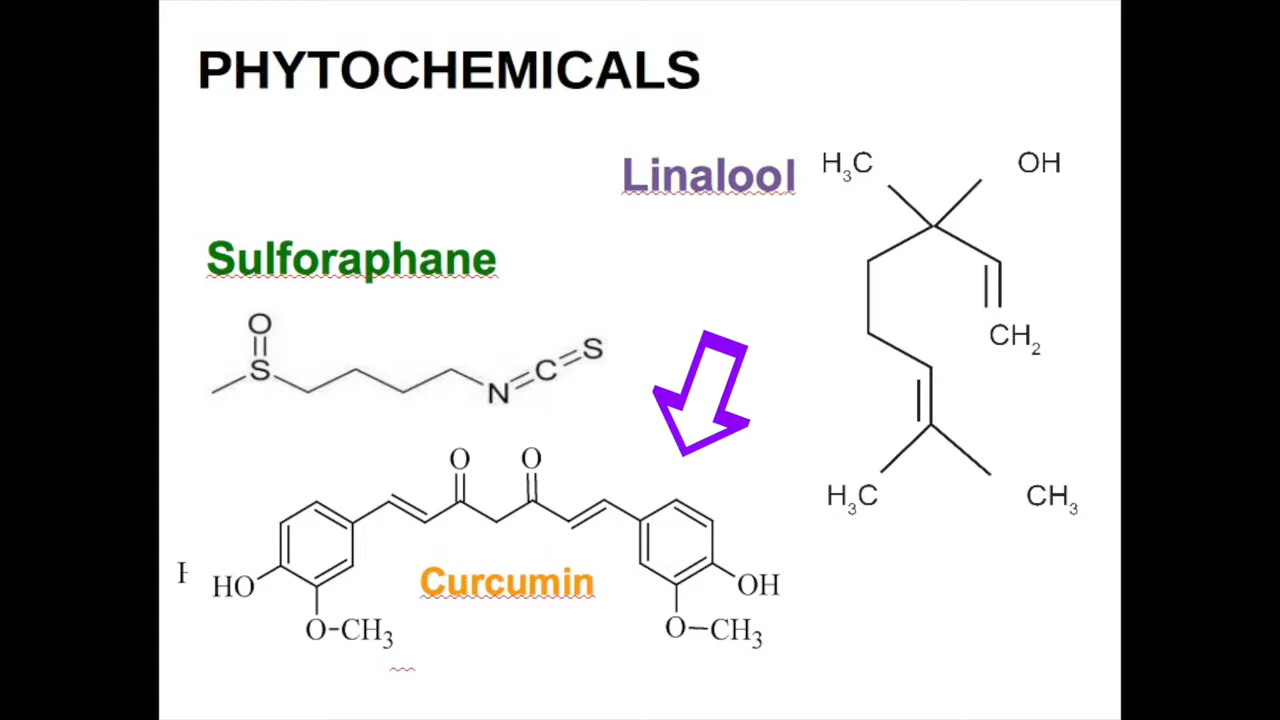 PHYTOCHEMICALS
Linalool
H3C
OH
Sulforaphane
O
S
N
C
S
CH2
H3C
CH3
O
O
HO
Curcumin
OH
O-CH3
O-CH3